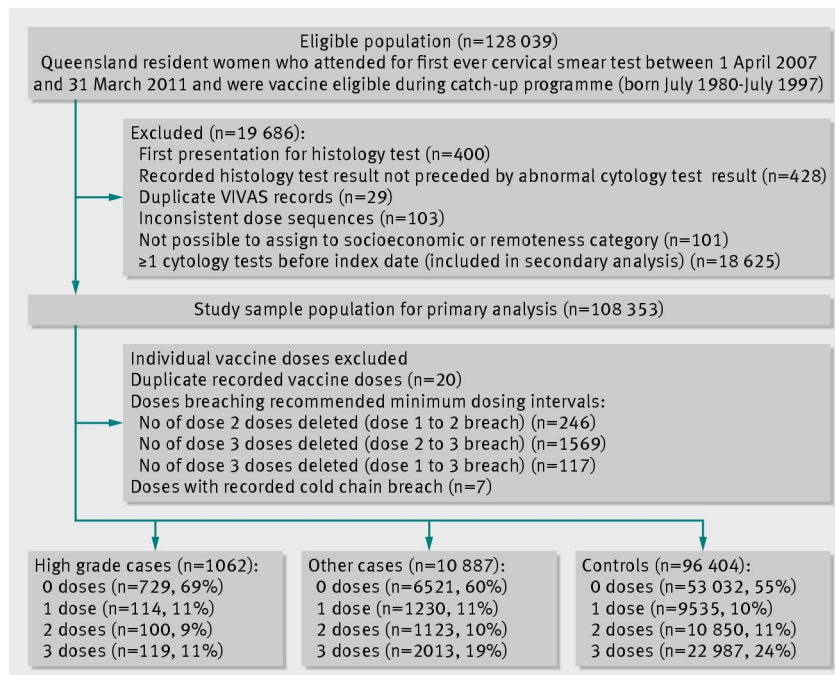 Eligible population (n=128 039)
Queensland resident women who attended for first ever cervical smear test between 1 April 2007
and 31 March 2011 and were vaccine eligible during catch-up programme (born July 1980-July 1997)
Excluded (n=19 686):
First presentation for histology test (n=400)
Recorded histology test result not preceded by abnormal cytology test result (n=428)
Duplicate VIVAS records (n=29)
Inconsistent dose sequences (n=103)
Not possible to assign to socioeconomic or remoteness category (n=101)
≥1 cytology tests before index date (included in secondary analysis) (n=18 625)
Study sample population for primary analysis (n=108 353)
Individual vaccine doses excluded
Duplicate recorded vaccine doses (n=20)
Doses breaching recommended minimum dosing intervals:
No of dose 2 doses deleted (dose 1 to 2 breach) (n=246)
No of dose 3 doses deleted (dose 2 to 3 breach) (n=1569)
No of dose 3 doses deleted (dose 1 to 3 breach) (n=117)
Doses with recorded cold chain breach (n=7)
High grade cases (n=1062):
0 doses (n=729, 69%)
1 dose (n=114, 11%)
2 doses (n=100, 9%)
3 doses (n=119, 11%)
Other cases (n=10 887):
0 doses (n=6521, 60%)
1 dose (n=1230, 11%)
2 doses (n=1123, 10%)
3 doses (n=2013, 19%)
Controls (n=96 404):
0 doses (n=53 032, 55%)
1 dose (n=9535, 10%)
2 doses (n=10 850, 11%)
3 doses (n=22 987, 24%)